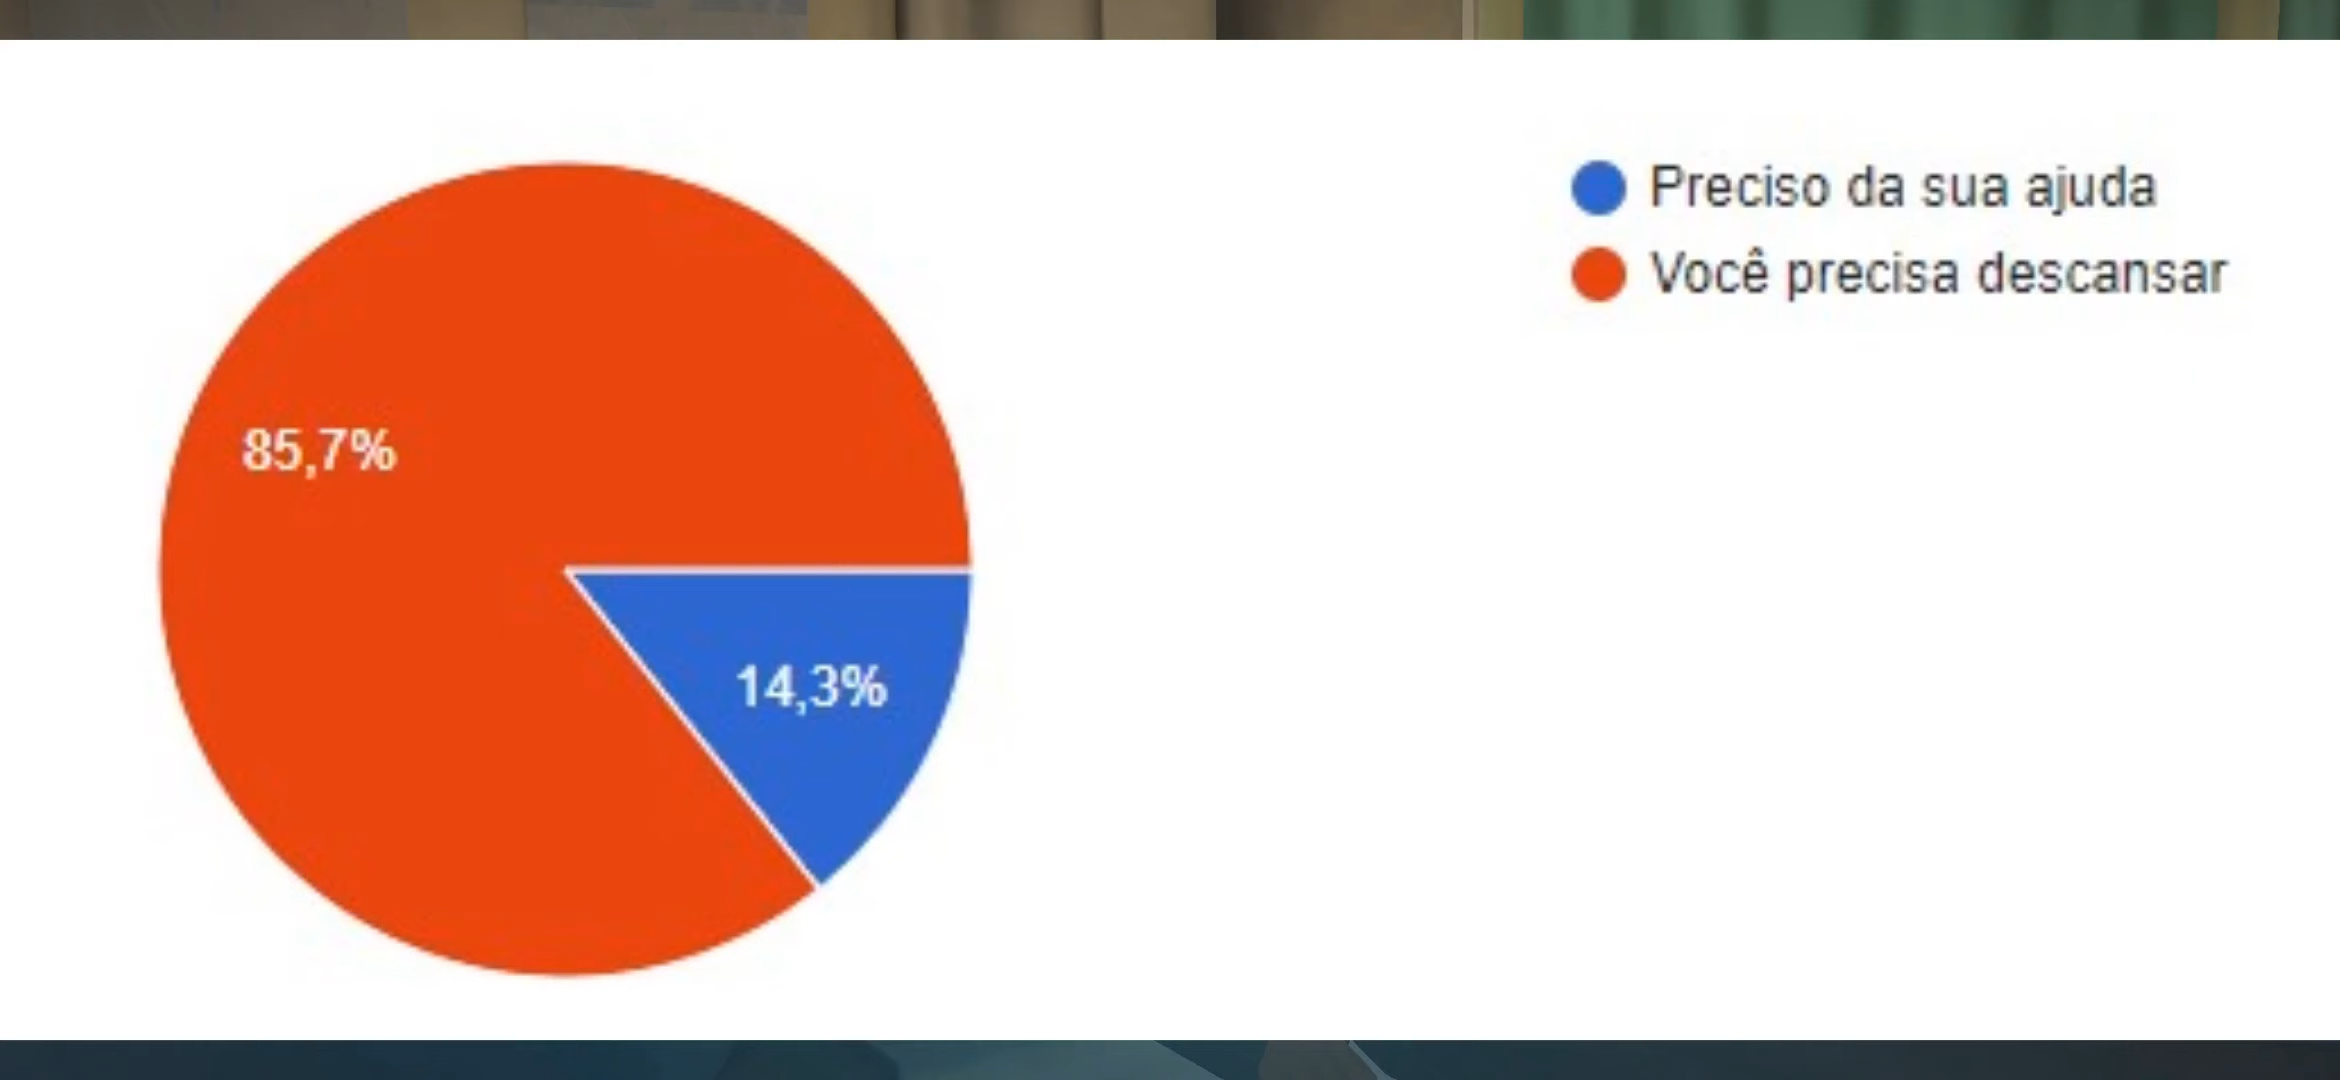 Preciso da sua ajuda
Você precisa descansar
85,7%
14,3%